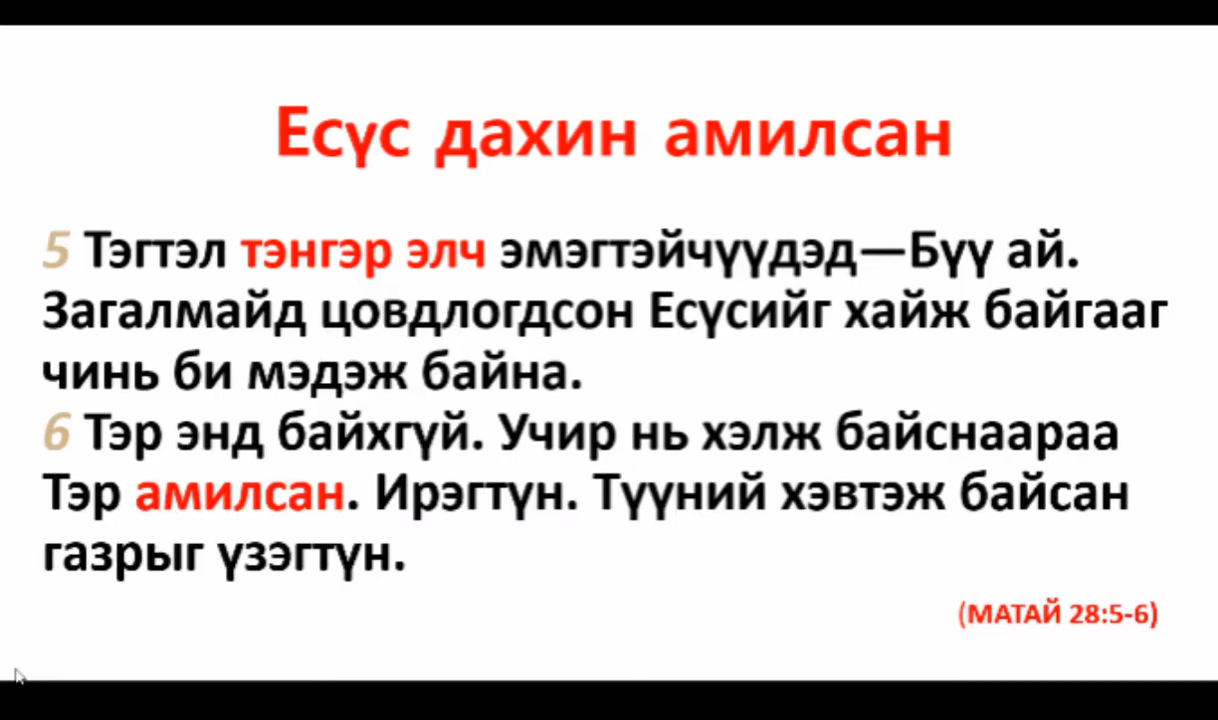 Есүс дахин амилсан
5 Тэгтэл тэнгэр элч эмэгтэйчүүдэд—Бүү ай.
Загалмайд цовдлогдсон Есүсийг хайж байгааг
чинь би мэдэж байна.
6 Тэр энд байхгүй. Учир нь хэлж байснаараа
Тэр амилсан. Ирэгтүн. Түүний хэвтэж байсан
газрыг үзэгтүн.
(МАТАЙ 28:5-6)